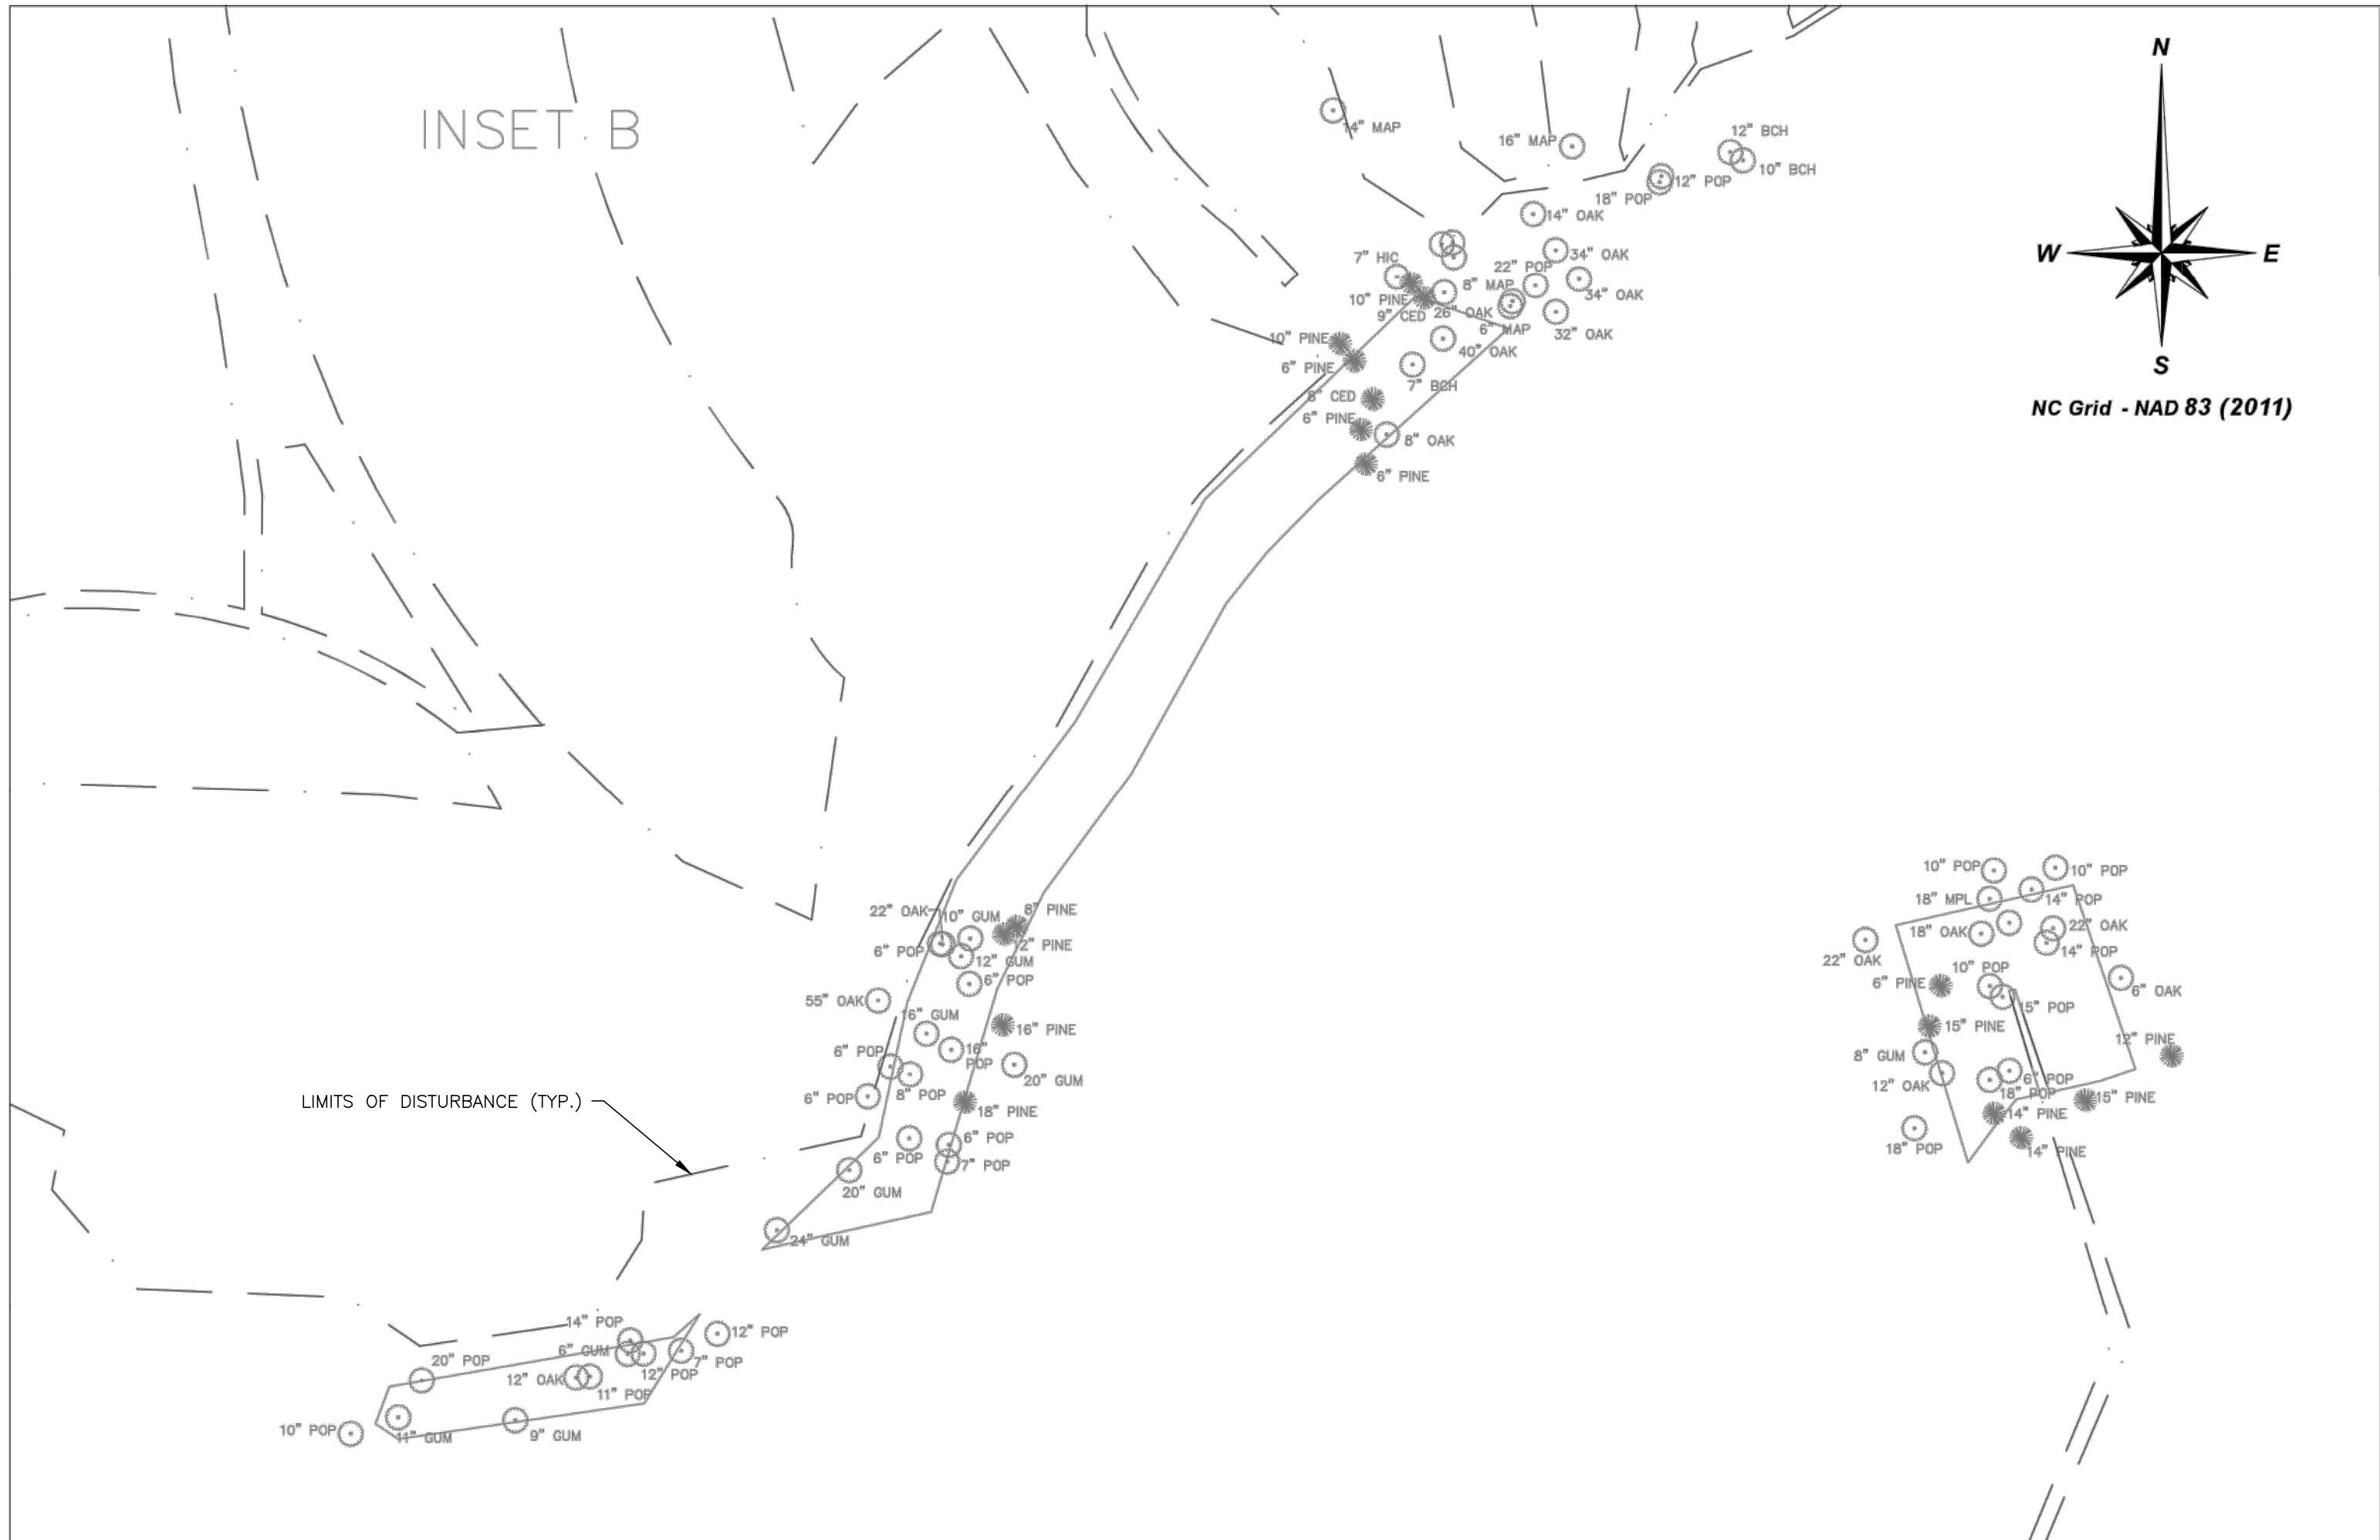 INSET B
N
W
E
S
NC Grid - NAD 83 (2011)
14" MAP
16" MAP
12" BCH
10" BCH
12" POP
18" POP
14" OAK
34" OAK
7" HIC
22" POP
8" MAP
34" OAK
10" PINE
9" CED
26" OAK
6" MAP
32" OAK
10" PINE
40" OAK
6" PINE
7" BCH
8" CED
6" PINE
8" OAK
6" PINE
22" OAK
10" GUM
8" PINE
6" POP
2" PINE
12" GUM
6" POP
55" OAK
16" GUM
16" PINE
6" POP
16"
POP
20" GUM
6" POP
8" POP
18" PINE
6" POP
6" POP
7" POP
20" GUM
24" GUM
LIMITS OF DISTURBANCE (TYP.)
14" POP
12" POP
6" GUM
7" POP
20" POP
12" POP
12" OAK
11" POP
10" POP
11" GUM
9" GUM
10" POP
10" POP
18" MPL
14" POP
18" OAK
22" OAK
22" OAK
14" POP
10" POP
6" PINE
6" OAK
15" POP
15" PINE
12" PINE
8" GUM
12" OAK
6" POP
18" POP
15" PINE
14" PINE
18" POP
14" PINE